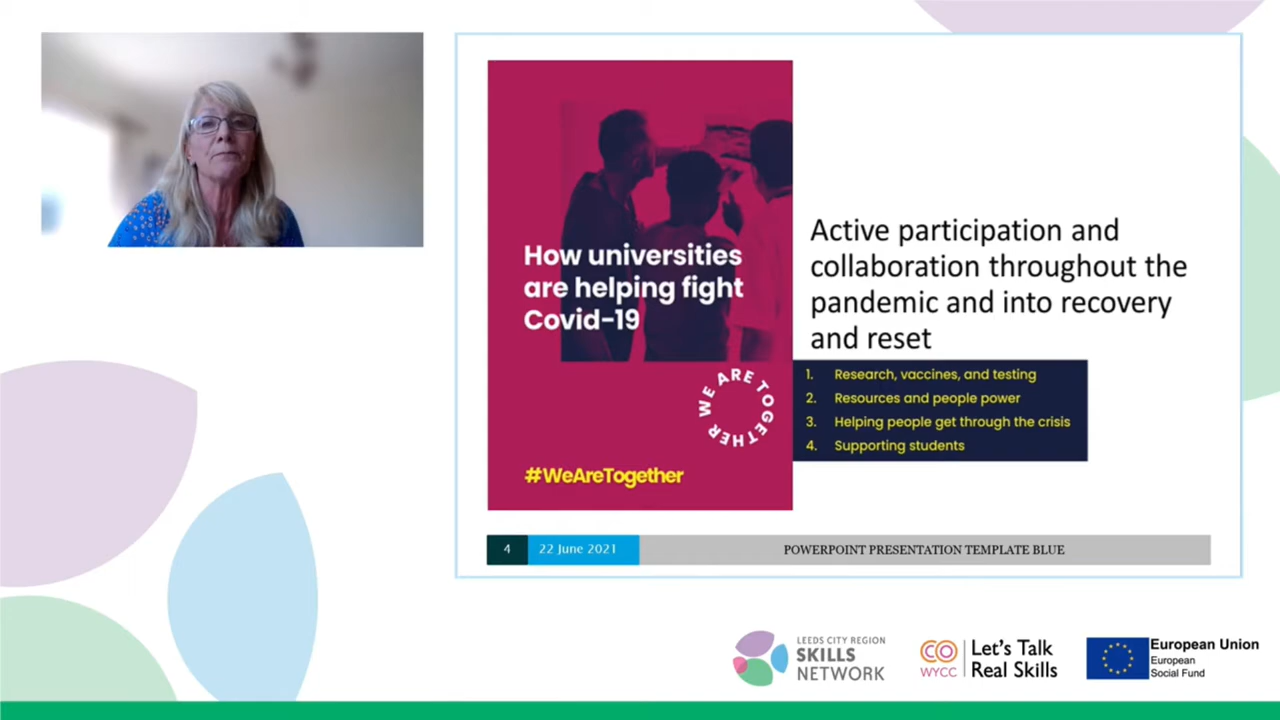 How universities
are helping fight
Covid-19
WE ARE TOGETHER
#WeAreTogether
Active participation and
collaboration throughout the
pandemic and into recovery
and reset
1. Research, vaccines, and testing
2. Resources and people power
3. Helping people get through the crisis
4. Supporting students
4
22 June 2021
POWERPOINT PRESENTATION TEMPLATE BLUE
LEEDS CITY REGION
SKILLS
NETWORK
CO
WYCC
Let's Talk
Real Skills
European Union
European
Social Fund